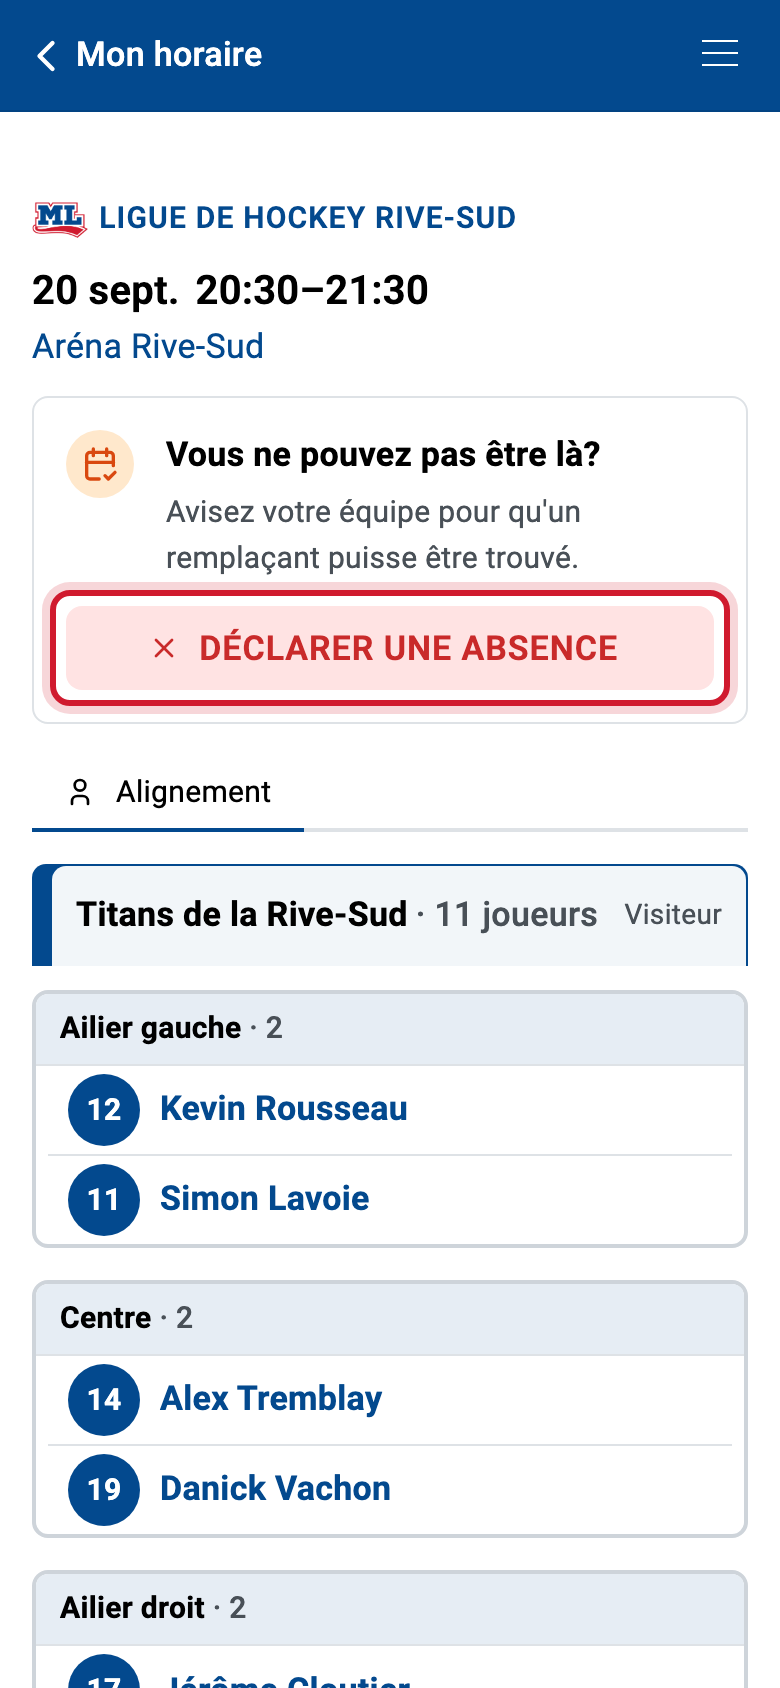 Mon horaire
ML LIGUE DE HOCKEY RIVE-SUD
20 sept. 20:30–21:30
Aréna Rive-Sud
Vous ne pouvez pas être là?
Avisez votre équipe pour qu'un
remplaçant puisse être trouvé.
DÉCLARER UNE ABSENCE
Alignement
Titans de la Rive-Sud · 11 joueurs Visiteur
Ailier gauche · 2
12 Kevin Rousseau
11 Simon Lavoie
Centre · 2
14 Alex Tremblay
19 Danick Vachon
Ailier droit · 2
17 Jérôme Cloutier